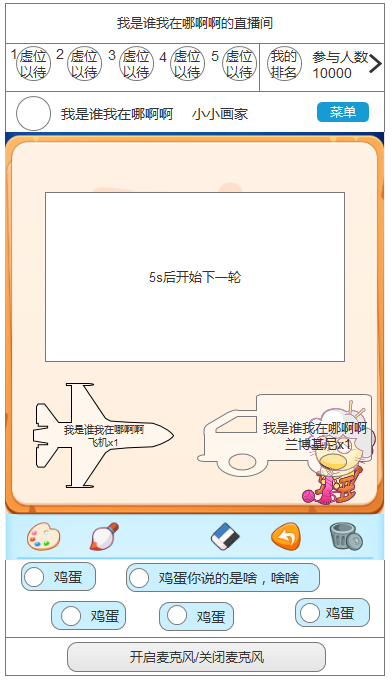 我是谁我在哪啊啊的直播间
1 虚位以待 2 虚位以待 3 虚位以待 4 虚位以待 5 虚位以待 我的排名 参与人数 10000
我是谁我在哪啊啊 小小画家 菜单
5s后开始下一轮
我是谁我在哪啊啊
飞机x1
我是谁我在哪啊啊
兰博基尼x1
鸡蛋 鸡蛋你说的是啥，啥啥
鸡蛋 鸡蛋 鸡蛋
开启麦克风/关闭麦克风